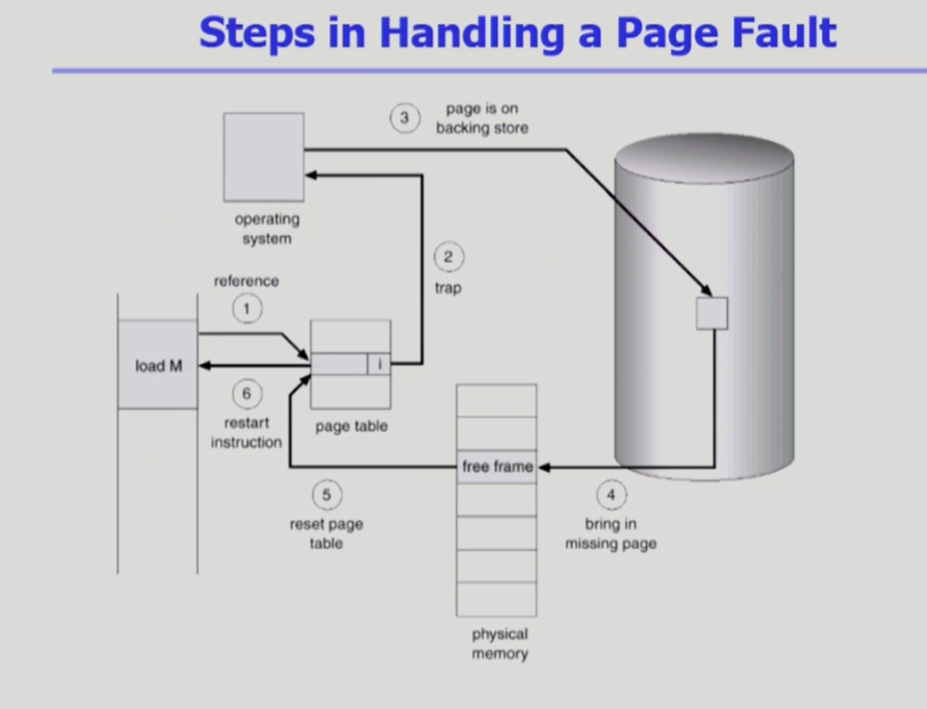 Steps in Handling a Page Fault
3
page is on
backing store
operating
system
2
trap
reference
1
load M
i
6
restart
instruction
page table
free frame
5
reset page
table
4
bring in
missing page
physical
memory